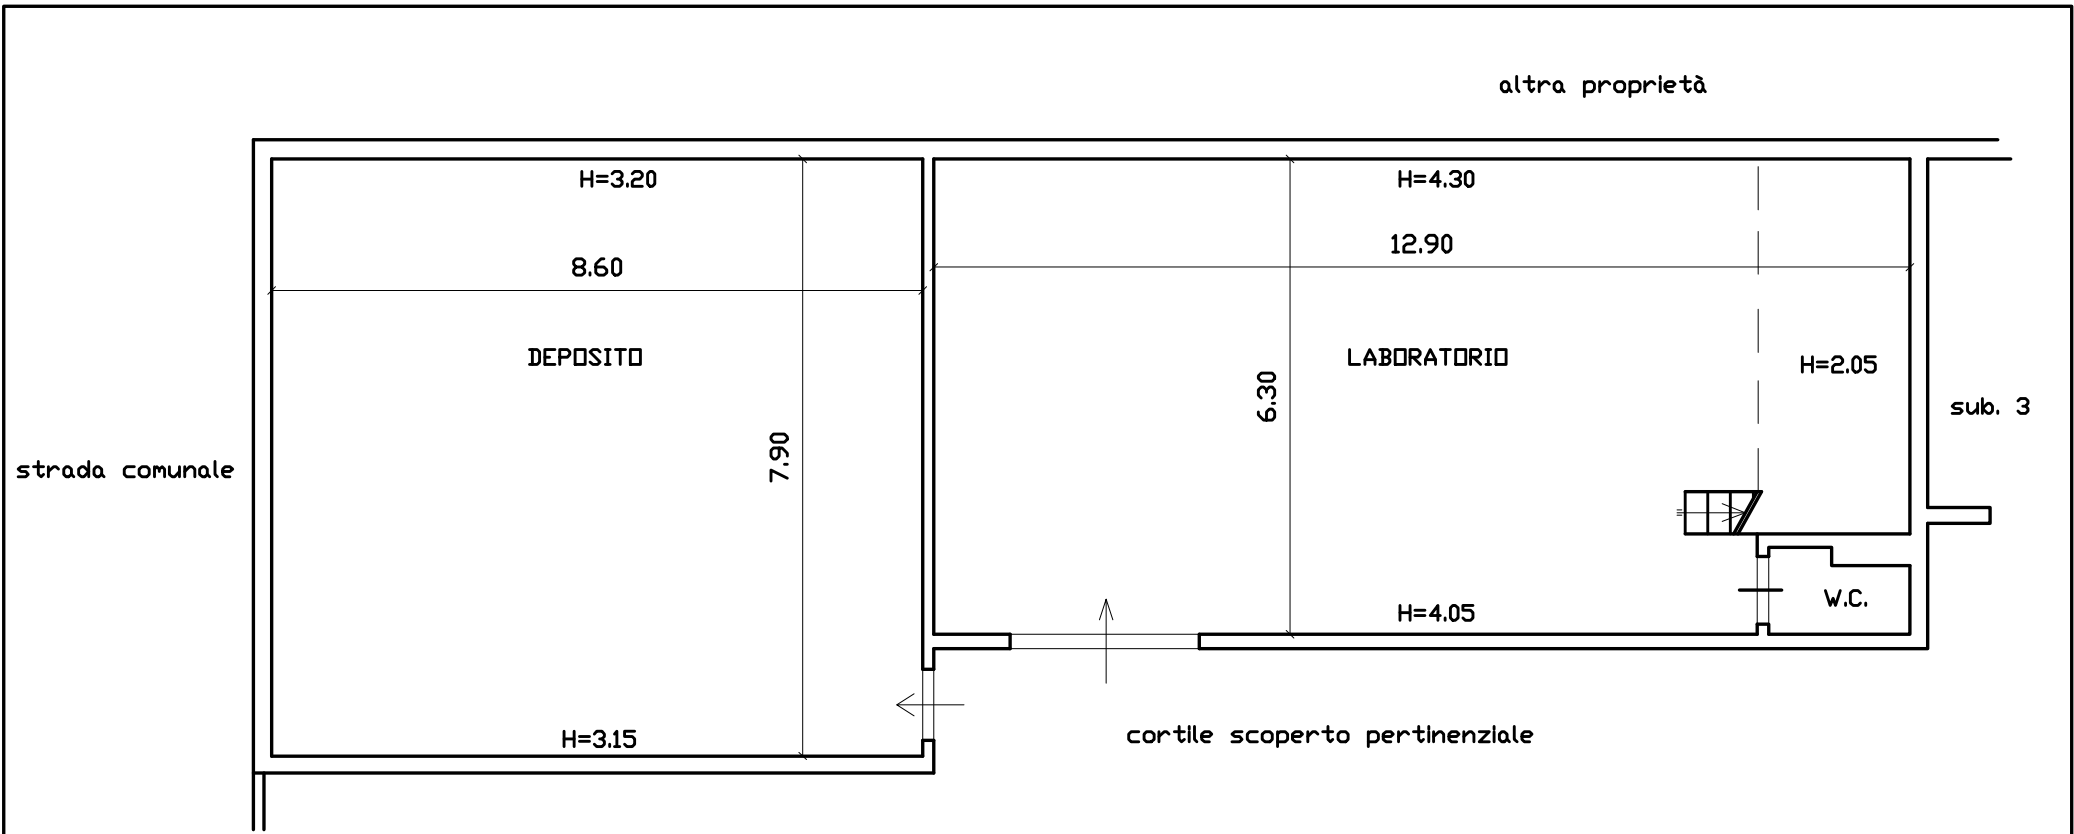 altra proprietà
H=3.20
H=4.30
12.90
8.60
DEPOSITO
LABORATORIO
H=2.05
6.30
sub. 3
7.90
strada comunale
W.C.
H=4.05
H=3.15
cortile scoperto pertinenziale